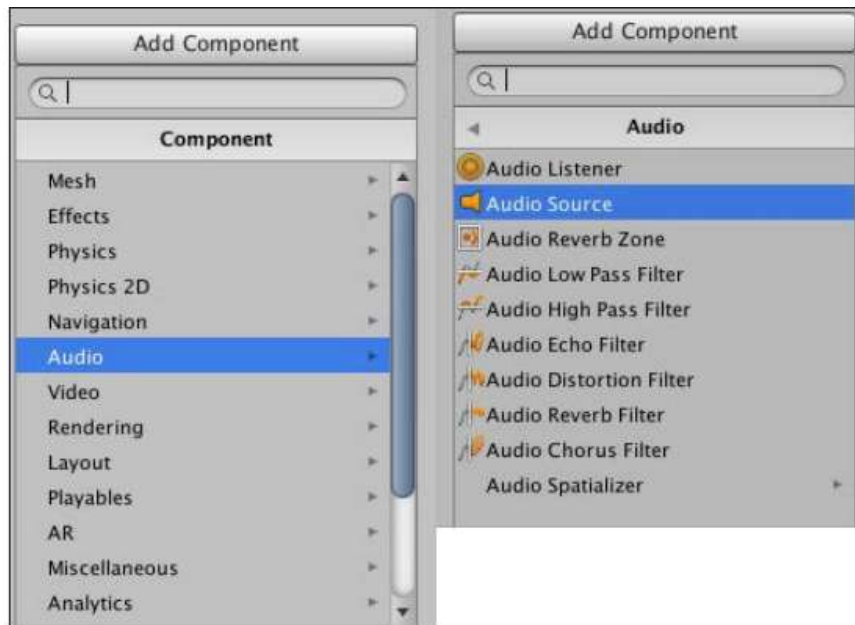 Add Component
Component
Mesh
Effects
Physics
Physics 2D
Navigation
Audio
Video
Rendering
Layout
Playables
AR
Miscellaneous
Analytics
Add Component
Audio
Audio Listener
Audio Source
Audio Reverb Zone
Audio Low Pass Filter
Audio High Pass Filter
Audio Echo Filter
Audio Distortion Filter
Audio Reverb Filter
Audio Chorus Filter
Audio Spatializer